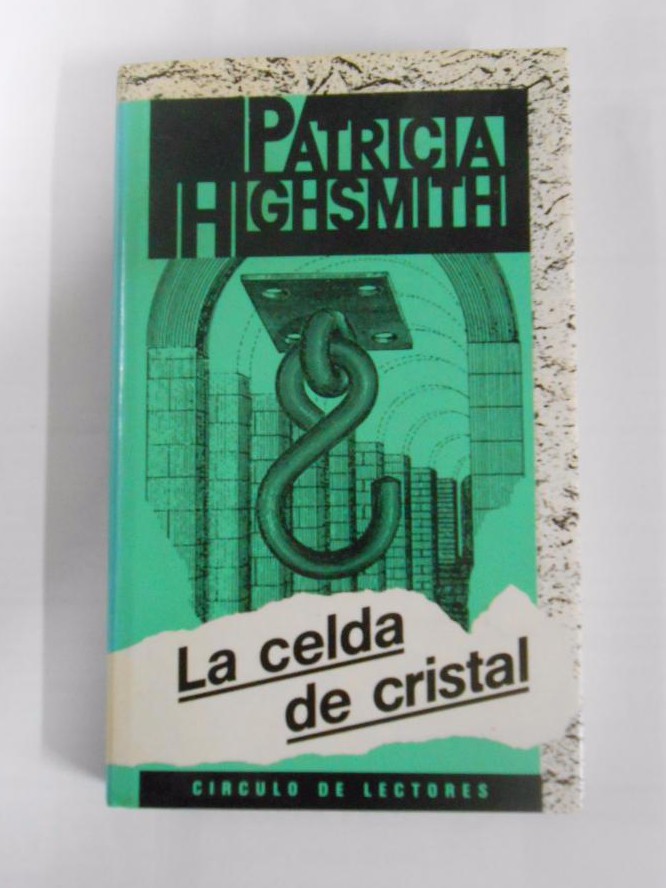 PATRICIA
HIGHSMITH
La celda
de cristal
CIRCULO DE LECTORES